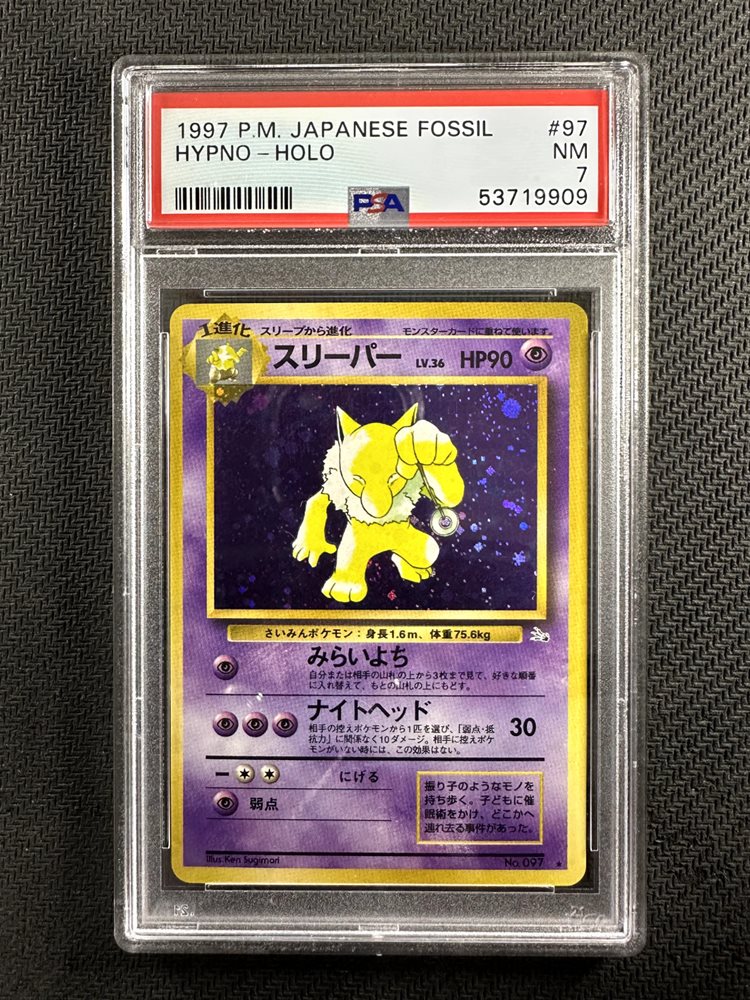 1997 P.M. JAPANESE FOSSIL #97
HYPNO - HOLO NM
7
PSA 53719909
1進化 スリープから進化 モンスターカードに重ねて使います。
スリーパー LV.36 HP90
さいみんポケモン：身長1.6m、体重75.6kg
みらいよち
自分または相手の山札の上から3枚まで見て、好きな順番
に入れ替えて、もとの山札の上にもどす。
ナイトヘッド 30
相手の控えポケモンから1匹を選び、「弱点・抵
抗力」に関係なく10ダメージ。相手に控えポケ
モンがいない時には、この効果はない。
にげる
弱点
振り子のようなモノを
持ち歩く。子どもに催
眠術をかけ、どこかへ
連れ去る事件があった。
Illus.Ken Sugimori No.097 ★